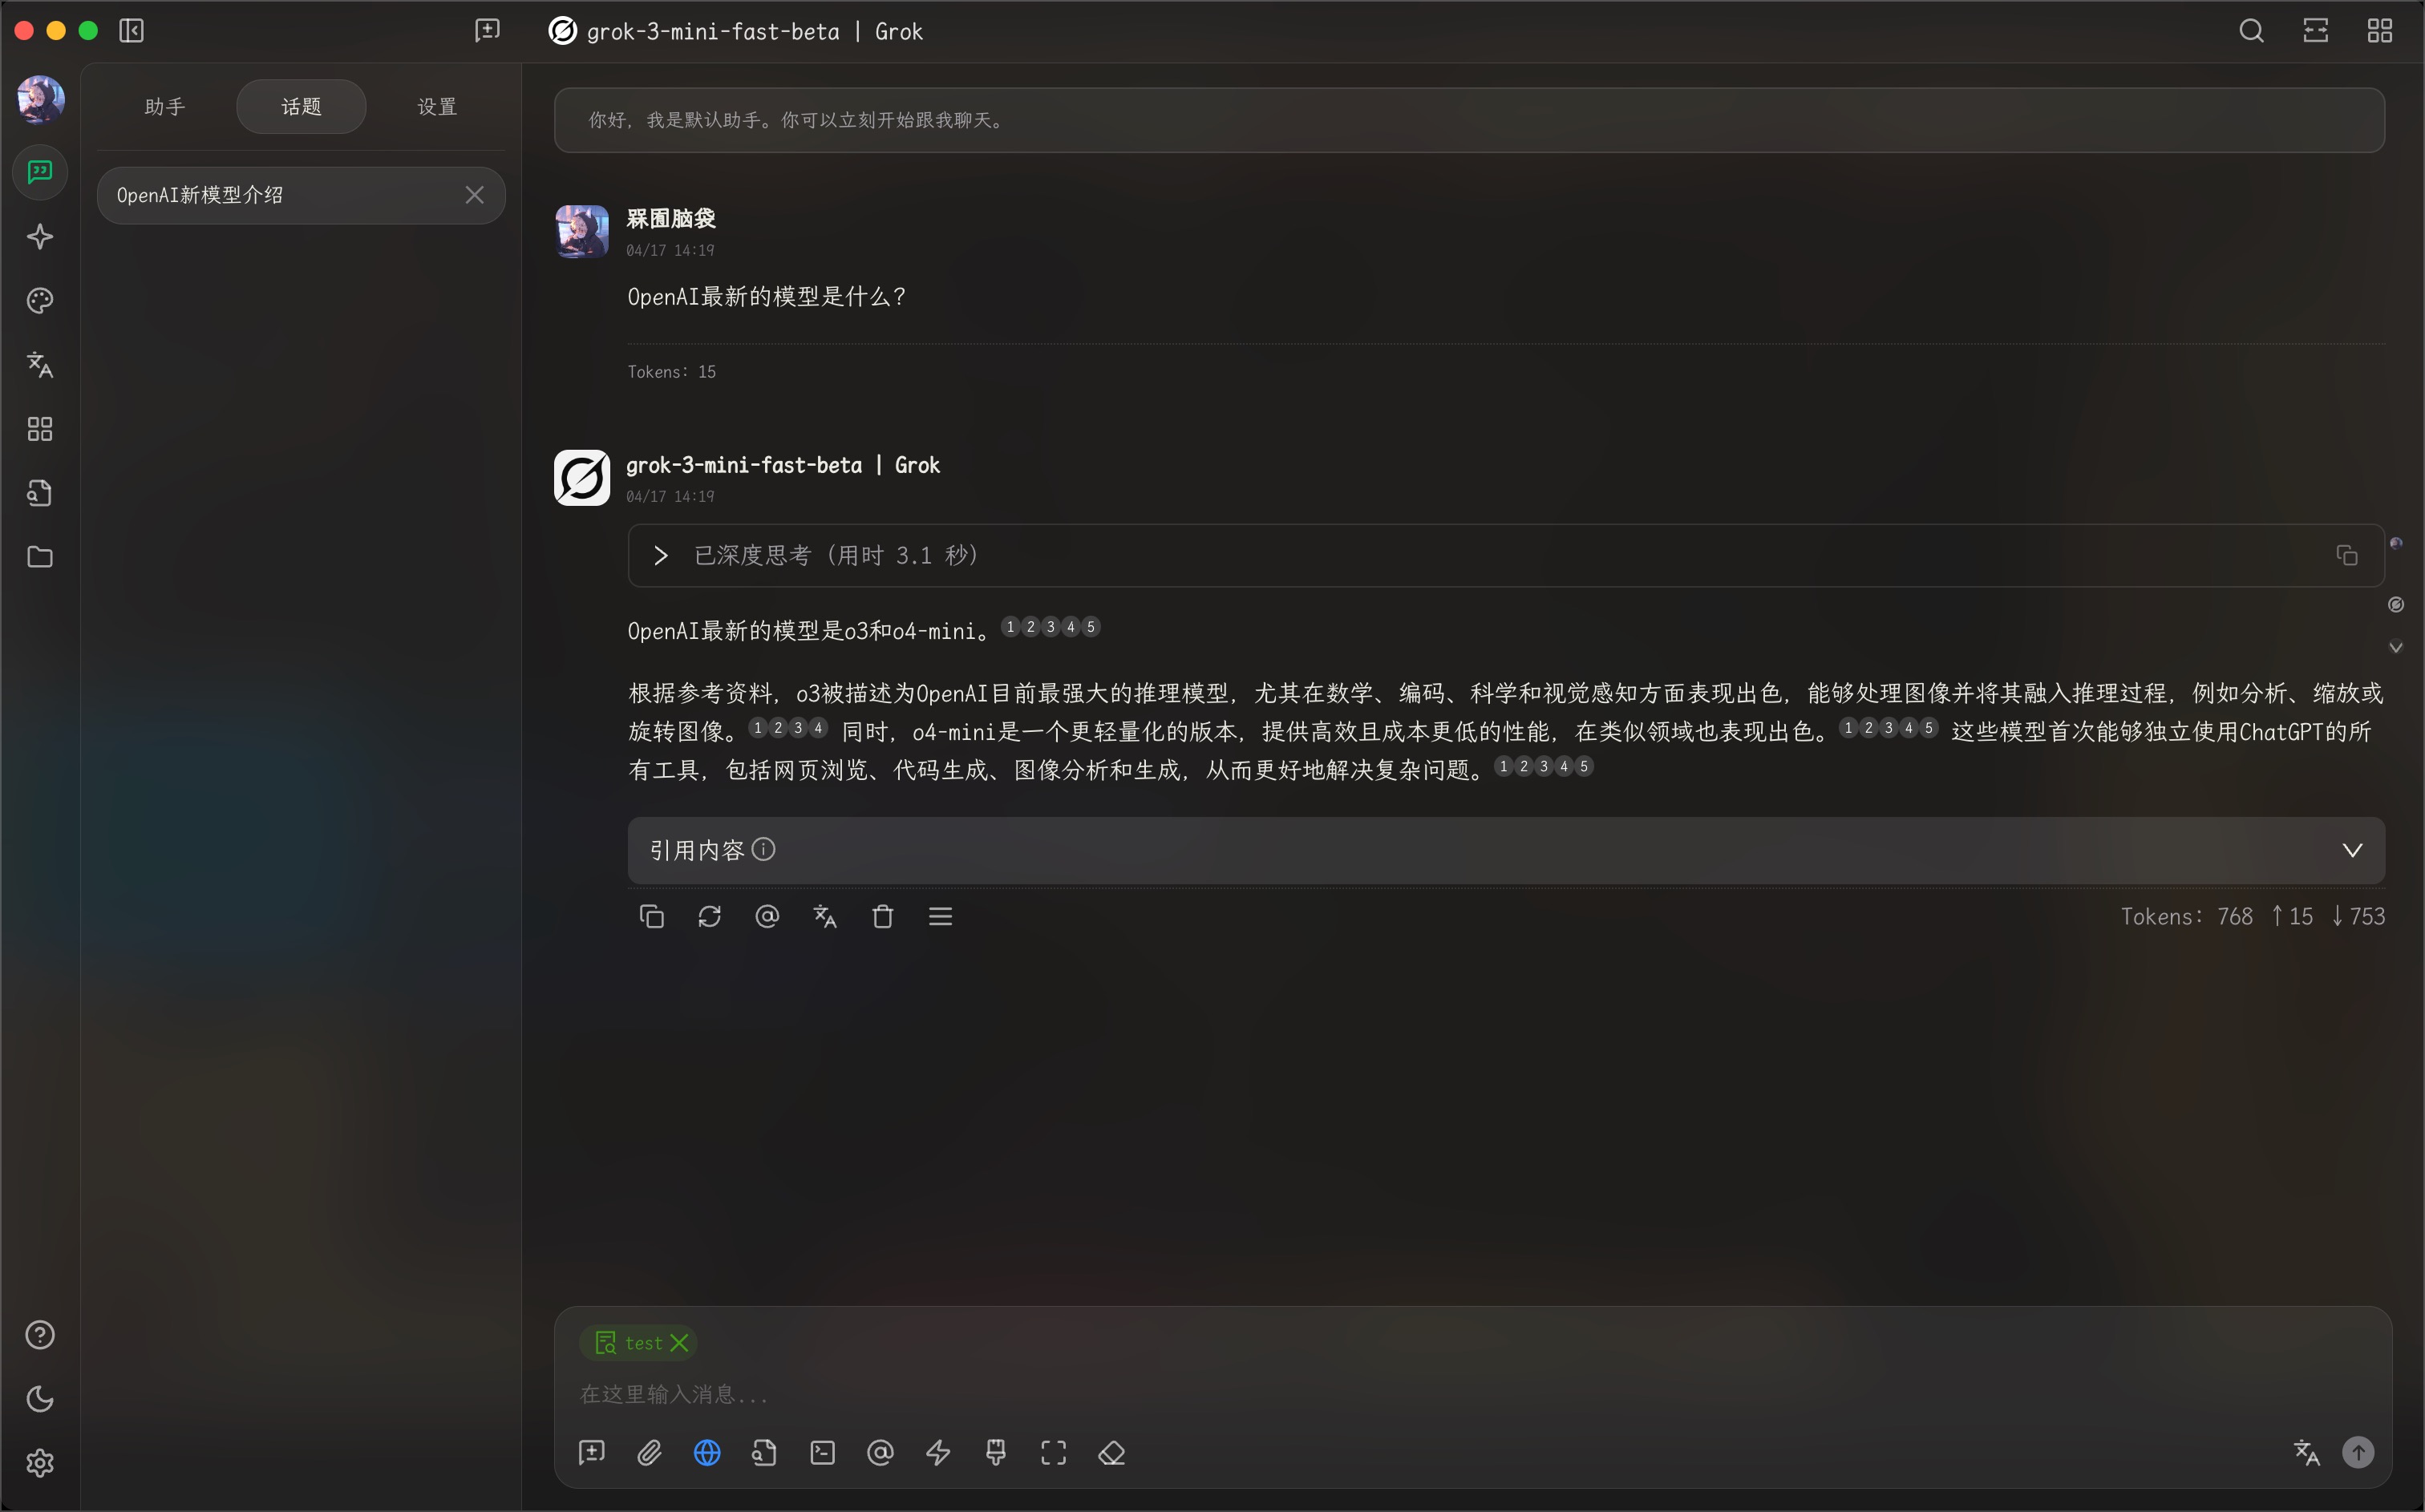 grok-3-mini-fast-beta | Grok
助手
话题
设置
OpenAI新模型介绍
你好，我是默认助手。你可以立刻开始跟我聊天。
槑囿脑袋
04/17 14:19
OpenAI最新的模型是什么？
Tokens: 15
grok-3-mini-fast-beta | Grok
04/17 14:19
已深度思考（用时 3.1 秒）
OpenAI最新的模型是o3和o4-mini。1 2 3 4 5
根据参考资料，o3被描述为OpenAI目前最强大的推理模型，尤其在数学、编码、科学和视觉感知方面表现出色，能够处理图像并将其融入推理过程，例如分析、缩放或
旋转图像。1 2 3 4 同时，o4-mini是一个更轻量化的版本，提供高效且成本更低的性能，在类似领域也表现出色。1 2 3 4 5 这些模型首次能够独立使用ChatGPT的所
有工具，包括网页浏览、代码生成、图像分析和生成，从而更好地解决复杂问题。1 2 3 4 5
引用内容
Tokens: 768 ↑15 ↓753
test
在这里输入消息...